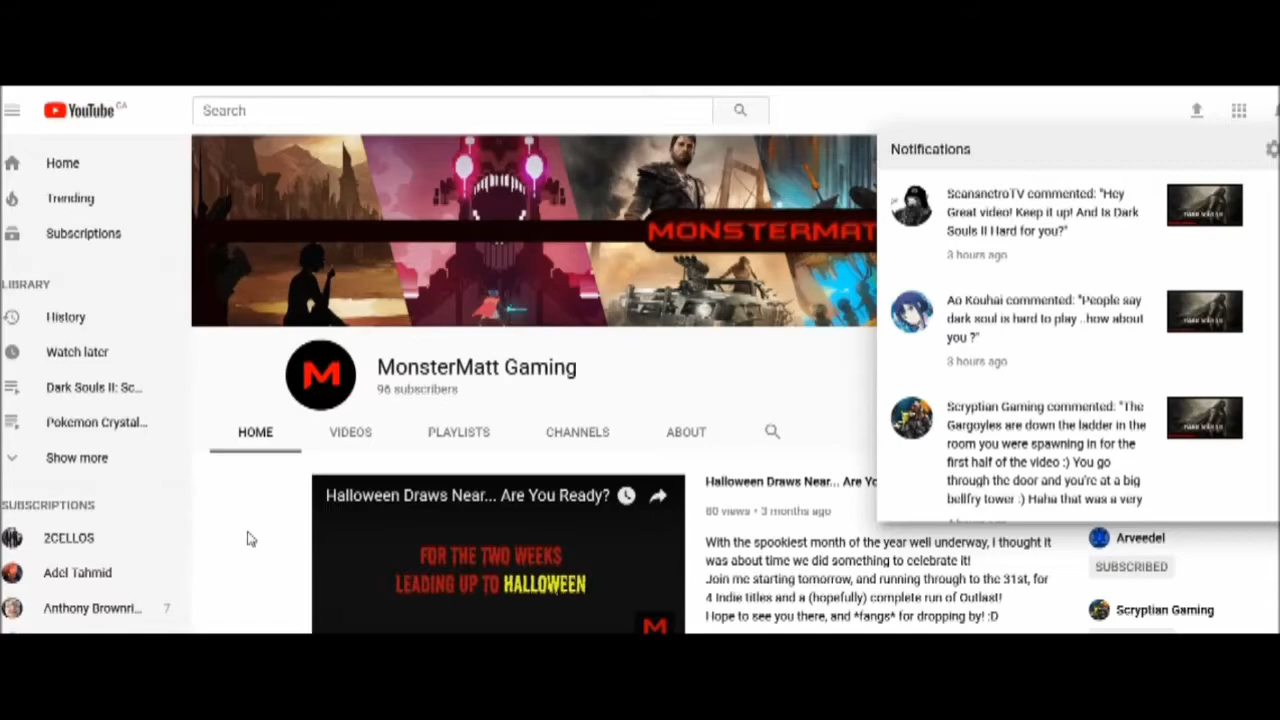 YouTube CA
Search
Home
Trending
Subscriptions
LIBRARY
History
Watch later
Dark Souls II: Sc...
Pokemon Crystal...
Show more
SUBSCRIPTIONS
2CELLOS
Adel Tahmid
Anthony Brownri... 7
MONSTERMAT
M
MonsterMatt Gaming
96 subscribers
HOME VIDEOS PLAYLISTS CHANNELS ABOUT
Halloween Draws Near... Are You Ready?
FOR THE TWO WEEKS
LEADING UP TO HALLOWEEN
M
Halloween Draws Near... Are Yo
80 views • 3 months ago
With the spookiest month of the year well underway, I thought it
was about time we did something to celebrate it!
Join me starting tomorrow, and running through to the 31st, for
4 Indie titles and a (hopefully) complete run of Outlast!
Hope to see you there, and *fangs* for dropping by! :D
Notifications
ScansnetroTV commented: "Hey
Great video! Keep it up! And Is Dark
Souls II Hard for you?"
3 hours ago
Ao Kouhai commented: "People say
dark soul is hard to play ..how about
you ?"
3 hours ago
Scryptian Gaming commented: "The
Gargoyles are down the ladder in the
room you were spawning in for the
first half of the video :) You go
through the door and you're at a big
bellfry tower :) Haha that was a very
Arveedel
SUBSCRIBED
Scryptian Gaming